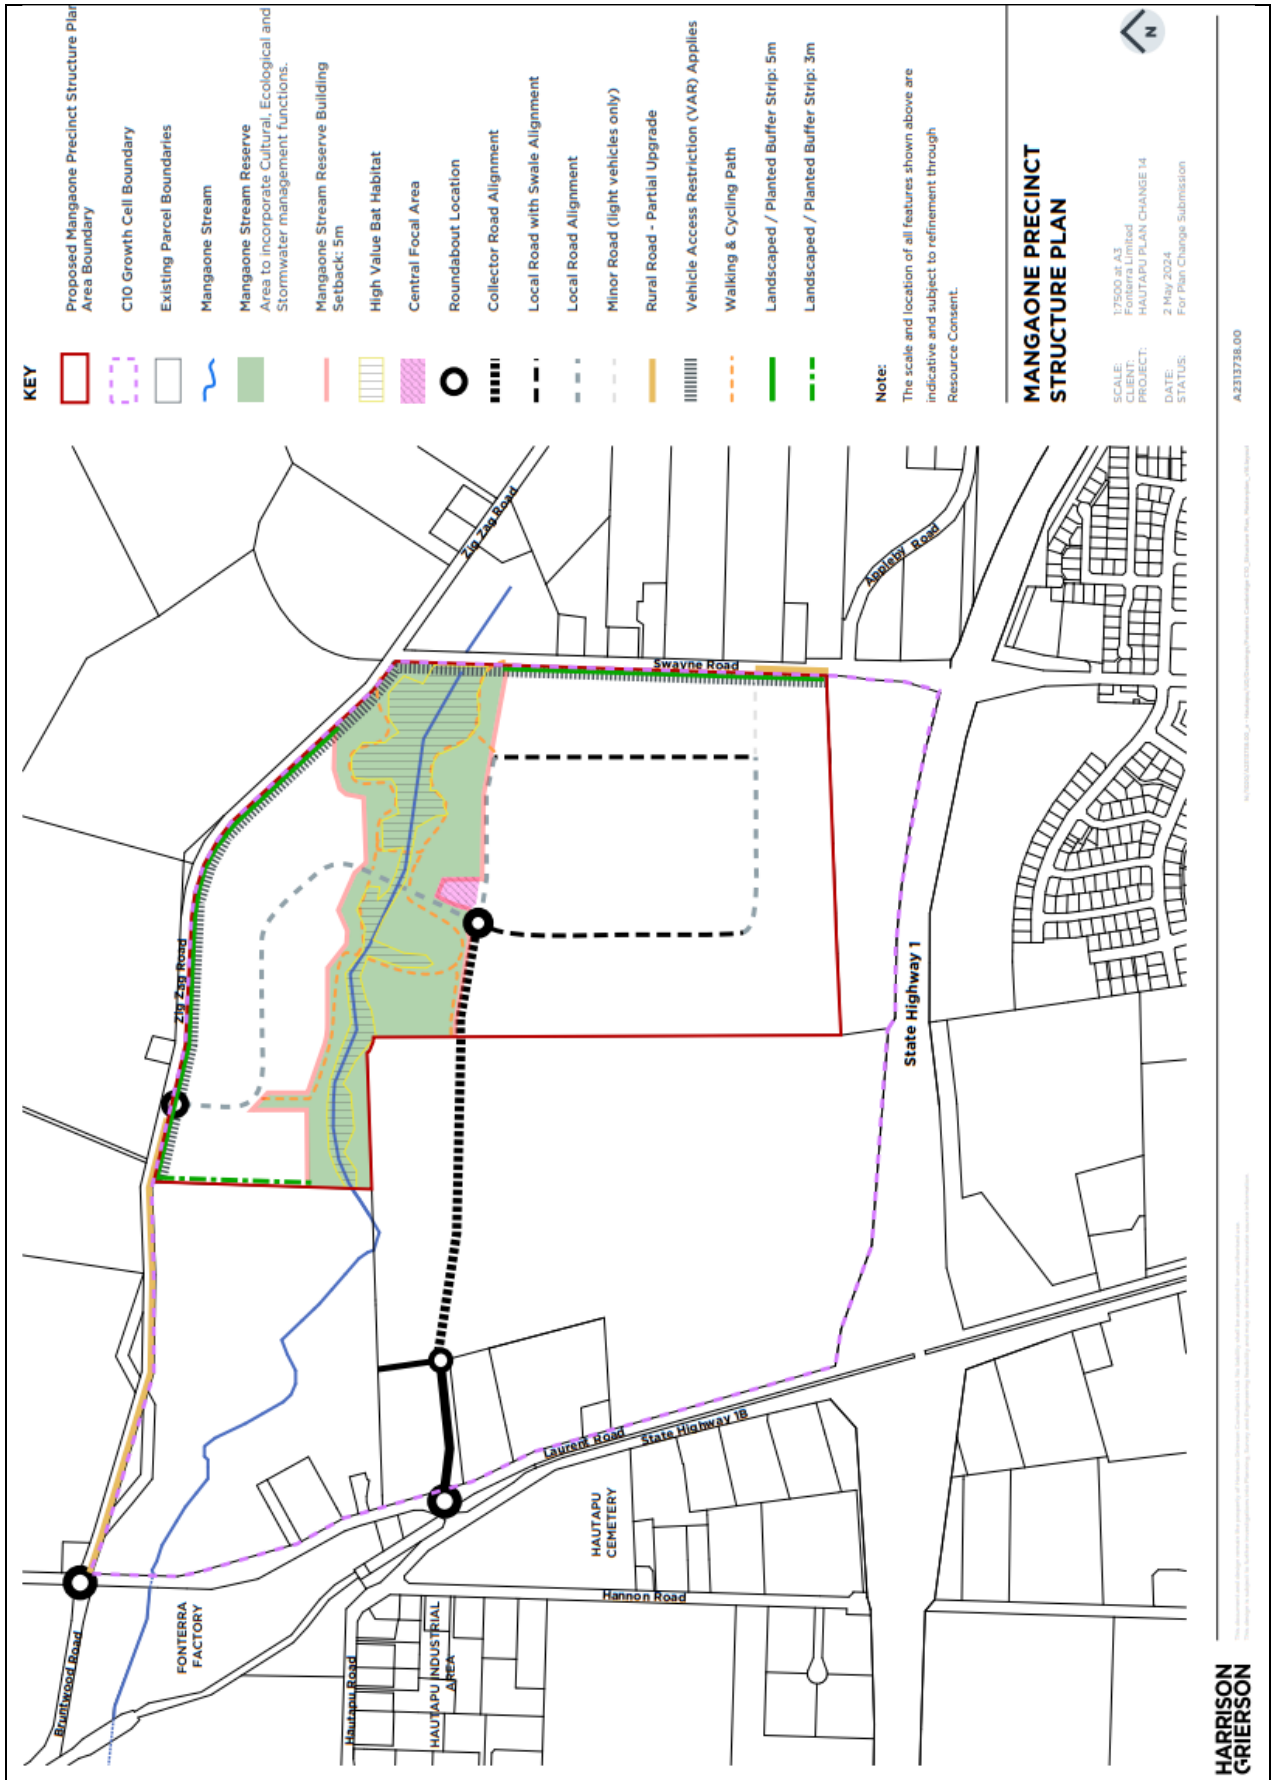 KEY
Proposed Mangaone Precinct Structure Plan
Area Boundary
C10 Growth Cell Boundary
Existing Parcel Boundaries
Mangaone Stream
Mangaone Stream Reserve
Area to incorporate Cultural, Ecological and
Stormwater management functions.
Mangaone Stream Reserve Building
Setback: 5m
High Value Bat Habitat
Central Focal Area
Roundabout Location
Collector Road Alignment
Local Road with Swale Alignment
Local Road Alignment
Minor Road (light vehicles only)
Rural Road - Partial Upgrade
Vehicle Access Restriction (VAR) Applies
Walking & Cycling Path
Landscaped / Planted Buffer Strip: 5m
Landscaped / Planted Buffer Strip: 3m
Note:
The scale and location of all features shown above are
indicative and subject to refinement through
Resource Consent.
MANGAONE PRECINCT
STRUCTURE PLAN
N
SCALE: 1:7500 at A3
CLIENT: Fonterra Limited
PROJECT: HAUTAPU PLAN CHANGE 14
DATE: 2 May 2024
STATUS: For Plan Change Submission
A2313738.00
Zig Zag Road
Zig Zag Road
Swayne Road
Appleby Road
State Highway 1
Laurent Road
State Highway 1B
HAUTAPU
CEMETERY
Hannon Road
FONTERRA
FACTORY
Bruntwood Road
Hautapu Road
HAUTAPU INDUSTRIAL
AREA
HARRISON
GRIERSON